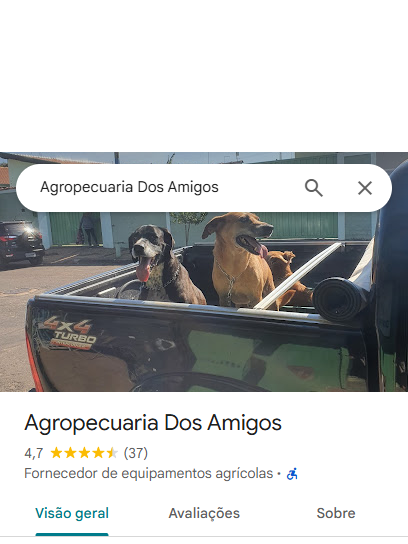 Agropecuaria Dos Amigos
4X4
TURBO
Agropecuaria Dos Amigos
4,7 (37)
Fornecedor de equipamentos agrícolas ·
Visão geral Avaliações Sobre